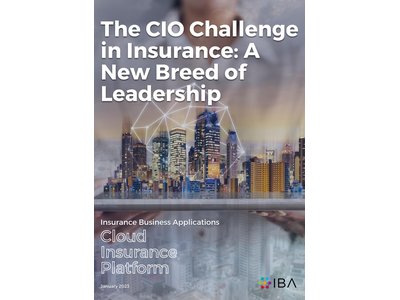 The CIO Challenge
in Insurance: A
New Breed of
Leadership
Insurance Business Applications
Cloud
Insurance
Platform
January 2023
IBA